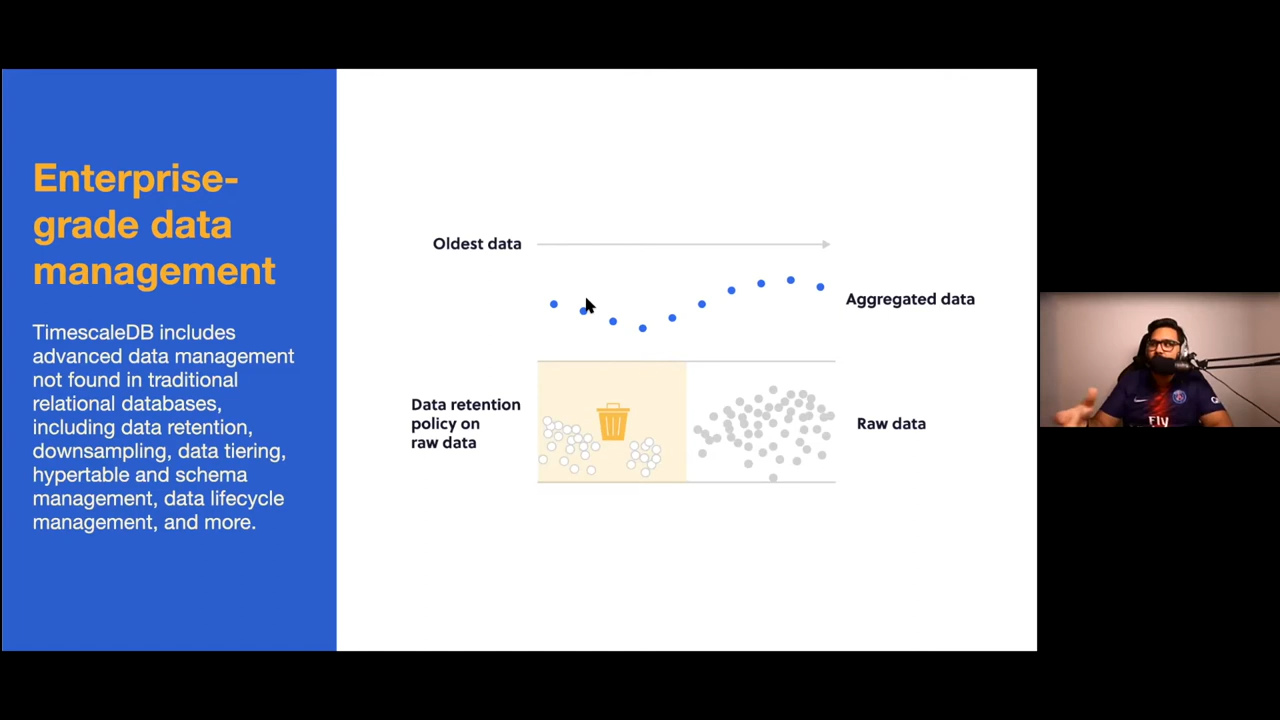 Enterprise-
grade data
management
TimescaleDB includes
advanced data management
not found in traditional
relational databases,
including data retention,
downsampling, data tiering,
hypertable and schema
management, data lifecycle
management, and more.
Oldest data
Aggregated data
Data retention
policy on
raw data
Raw data